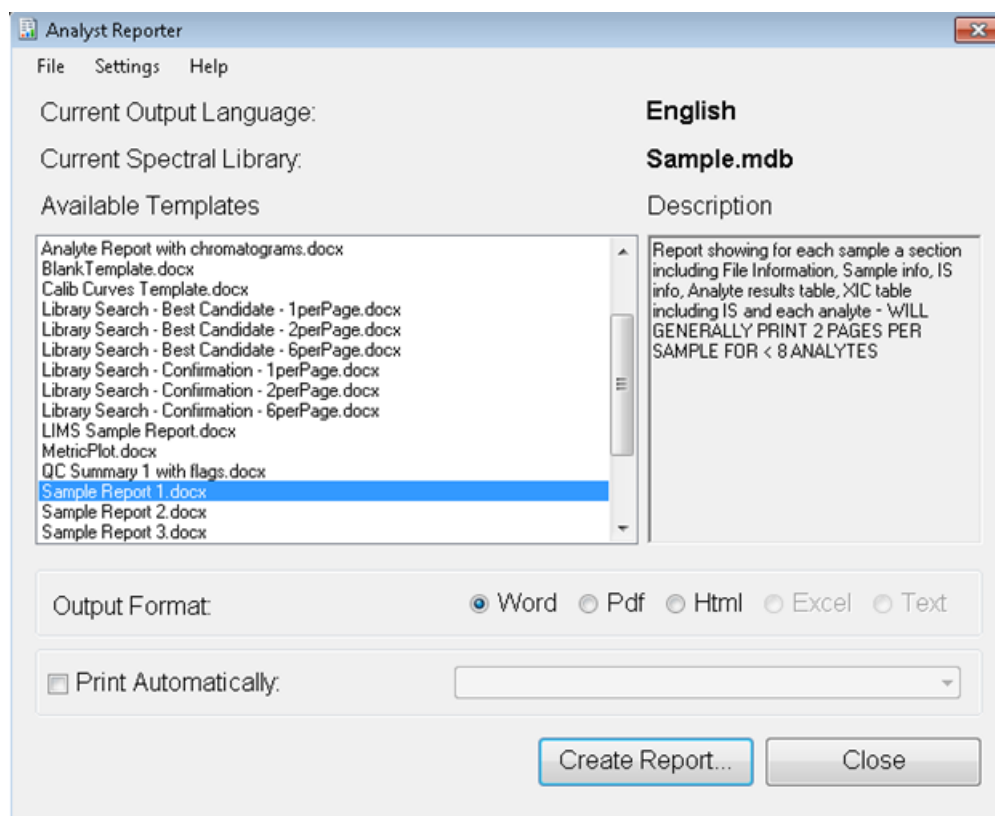 Analyst Reporter
File Settings Help
Current Output Language: English
Current Spectral Library: Sample.mdb
Available Templates
Analyte Report with chromatograms.docx
BlankTemplate.docx
Calib Curves Template.docx
Library Search - Best Candidate - 1perPage.docx
Library Search - Best Candidate - 2perPage.docx
Library Search - Best Candidate - 6perPage.docx
Library Search - Confirmation - 1perPage.docx
Library Search - Confirmation - 2perPage.docx
Library Search - Confirmation - 6perPage.docx
LIMS Sample Report.docx
MetricPlot.docx
QC Summary 1 with flags.docx
Sample Report 1.docx
Sample Report 2.docx
Sample Report 3.docx
Description
Report showing for each sample a section
including File Information, Sample info, IS
info, Analyte results table, XIC table
including IS and each analyte - WILL
GENERALLY PRINT 2 PAGES PER
SAMPLE FOR < 8 ANALYTES
Output Format: Word Pdf Html Excel Text
Print Automatically:
Create Report... Close